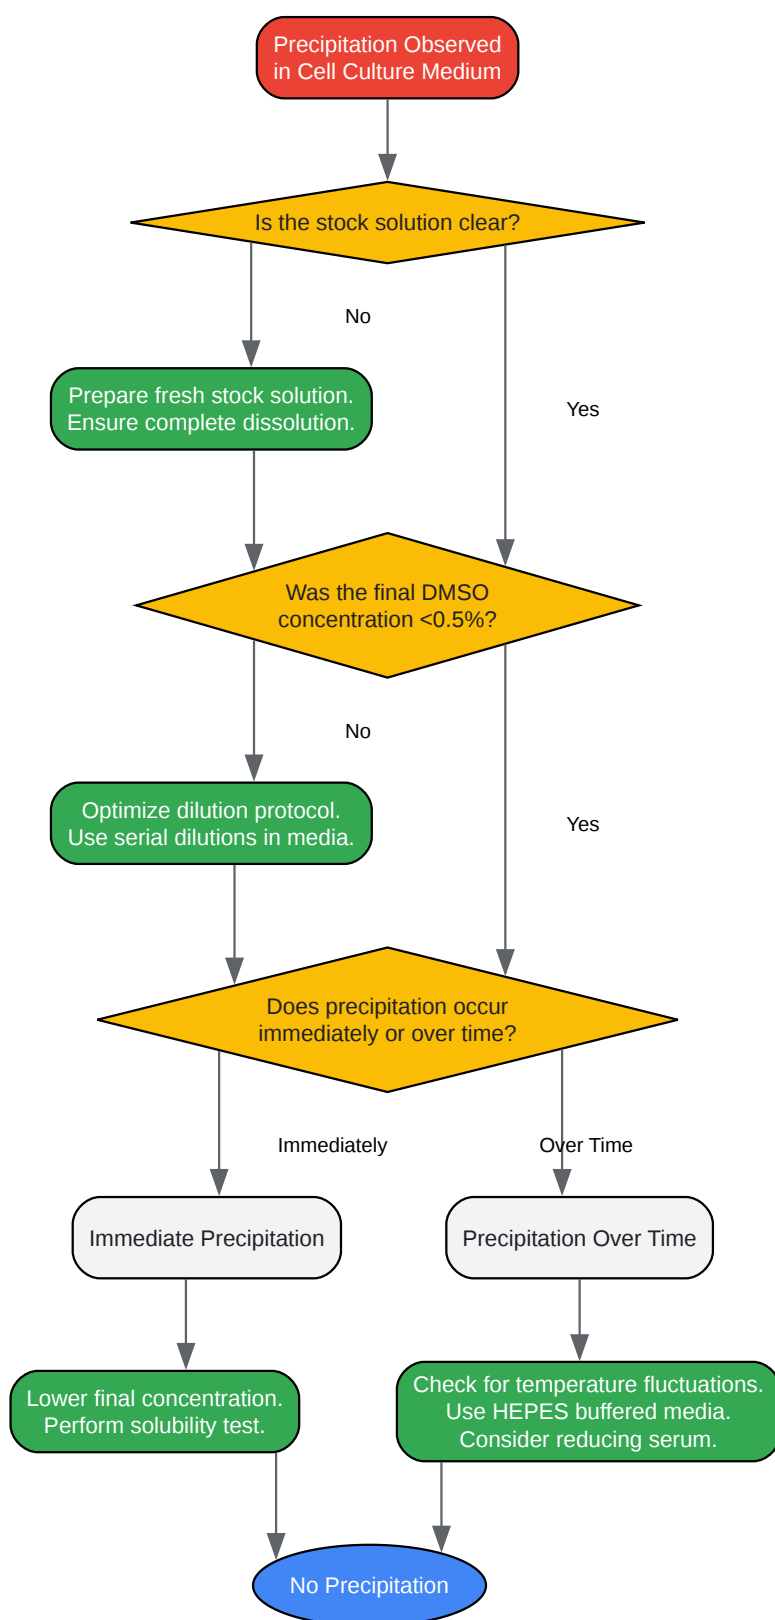 Precipitation Observed
in Cell Culture Medium
Is the stock solution clear?
No
Prepare fresh stock solution.
Ensure complete dissolution.
Yes
Was the final DMSO
concentration <0.5%?
No
Optimize dilution protocol.
Use serial dilutions in media.
Yes
Does precipitation occur
immediately or over time?
Immediately
Over Time
Immediate Precipitation
Precipitation Over Time
Lower final concentration.
Perform solubility test.
Check for temperature fluctuations.
Use HEPES buffered media.
Consider reducing serum.
No Precipitation